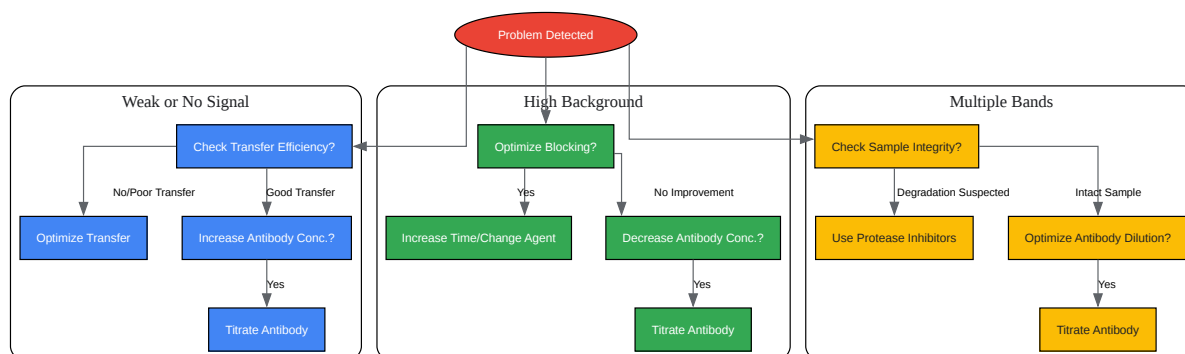 Problem Detected
Weak or No Signal
High Background
Multiple Bands
Check Transfer Efficiency?
Optimize Blocking?
Check Sample Integrity?
No/Poor Transfer
Good Transfer
Yes
No Improvement
Degradation Suspected
Intact Sample
Optimize Transfer
Increase Antibody Conc.?
Increase Time/Change Agent
Decrease Antibody Conc.?
Use Protease Inhibitors
Optimize Antibody Dilution?
Yes
Yes
Yes
Titrate Antibody
Titrate Antibody
Titrate Antibody